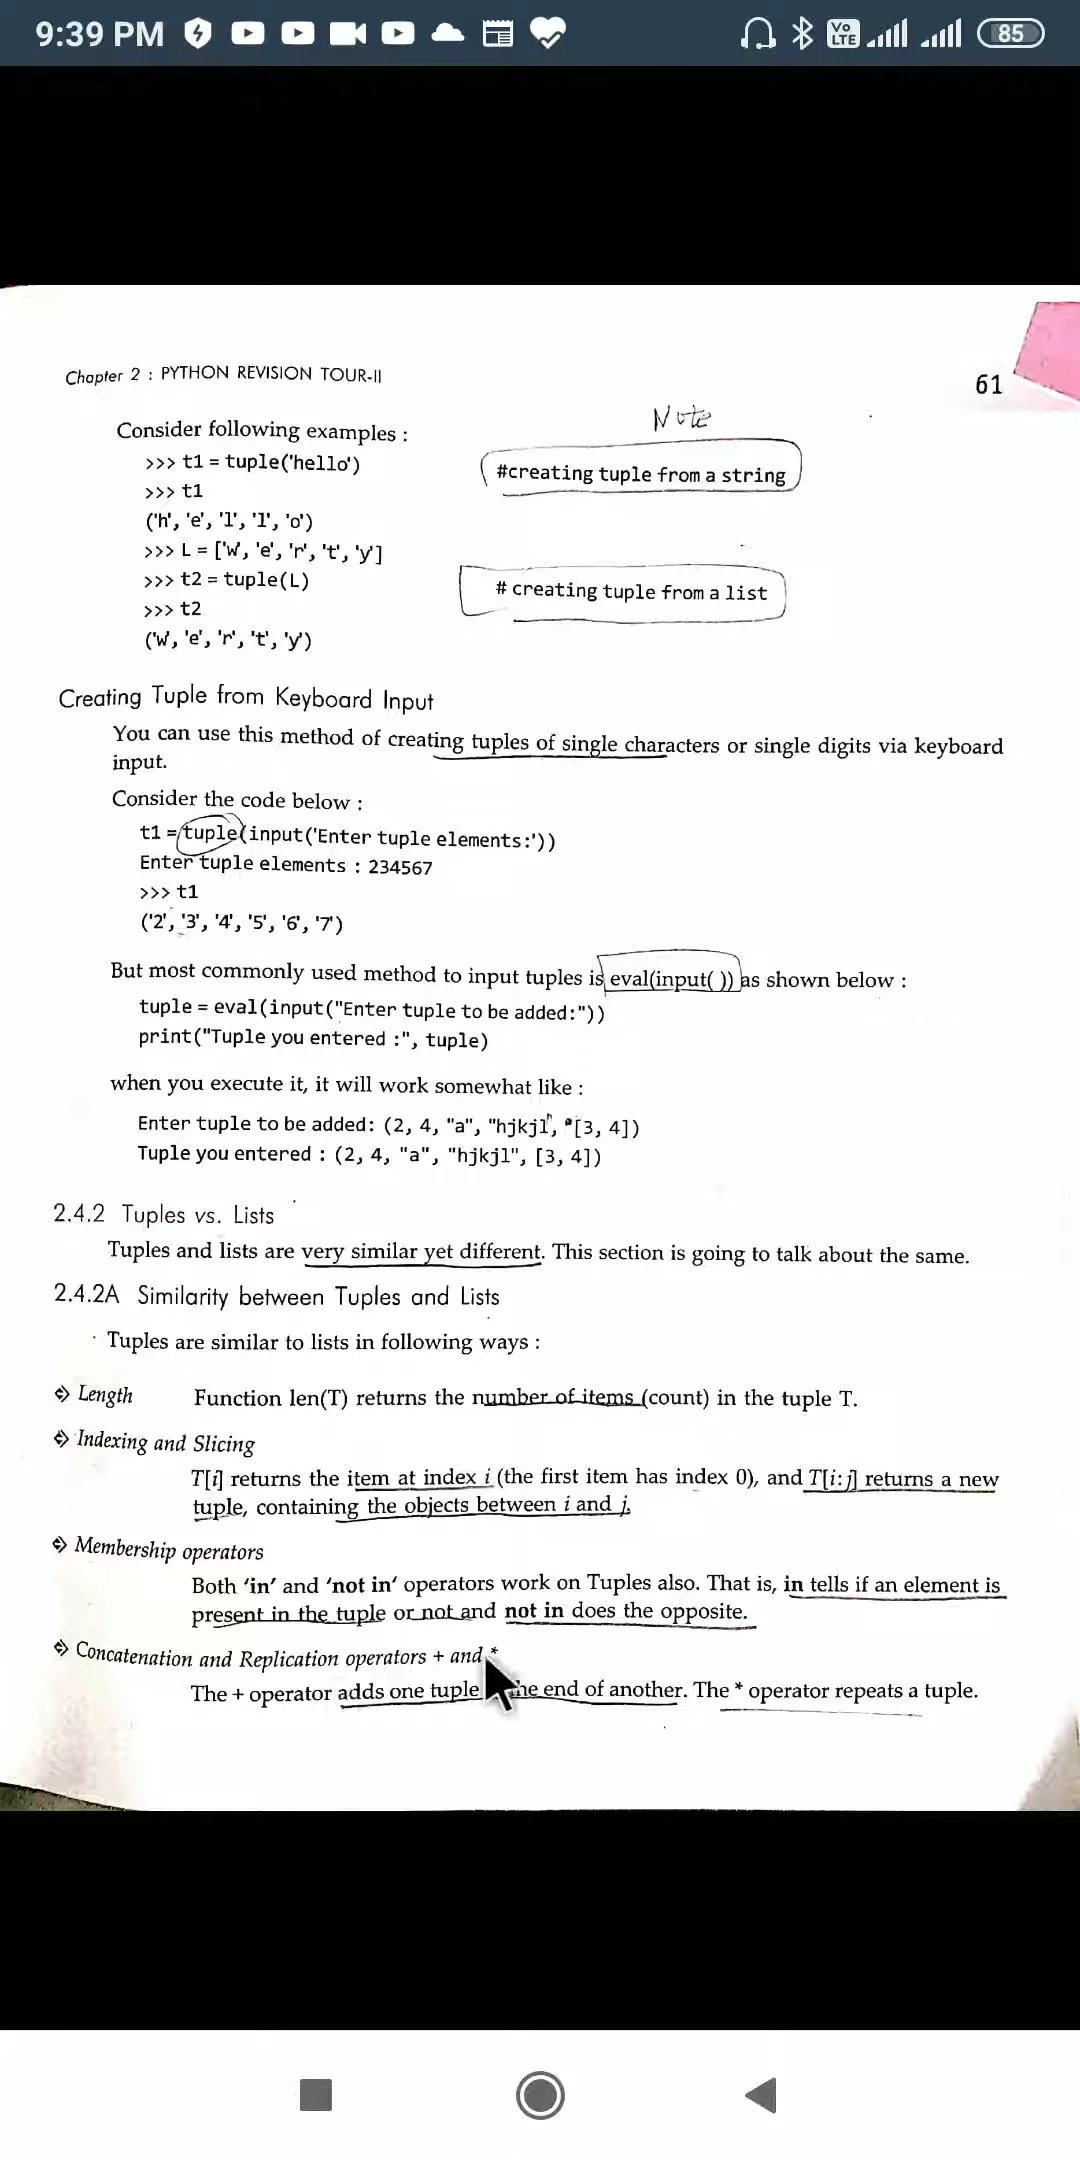 9:39 PM
Vo LTE
85
Chapter 2 : PYTHON REVISION TOUR-II
61
Note
Consider following examples :
>>> t1 = tuple('hello')
#creating tuple from a string
>>> t1
('h', 'e', 'l', 'l', 'o')
>>> L = ['w', 'e', 'r', 't', 'y']
>>> t2 = tuple(L)
# creating tuple from a list
>>> t2
('w', 'e', 'r', 't', 'y')
Creating Tuple from Keyboard Input
You can use this method of creating tuples of single characters or single digits via keyboard
input.
Consider the code below :
t1 = tuple(input('Enter tuple elements:'))
Enter tuple elements : 234567
>>> t1
('2', '3', '4', '5', '6', '7')
But most commonly used method to input tuples is eval(input( )) as shown below :
tuple = eval(input("Enter tuple to be added:"))
print("Tuple you entered :", tuple)
when you execute it, it will work somewhat like :
Enter tuple to be added: (2, 4, "a", "hjkjl", [3, 4])
Tuple you entered : (2, 4, "a", "hjkjl", [3, 4])
2.4.2 Tuples vs. Lists
Tuples and lists are very similar yet different. This section is going to talk about the same.
2.4.2A Similarity between Tuples and Lists
Tuples are similar to lists in following ways :
Length Function len(T) returns the number of items (count) in the tuple T.
Indexing and Slicing
T[i] returns the item at index i (the first item has index 0), and T[i: j] returns a new
tuple, containing the objects between i and j.
Membership operators
Both 'in' and 'not in' operators work on Tuples also. That is, in tells if an element is
present in the tuple or not and not in does the opposite.
Concatenation and Replication operators + and *
The + operator adds one tuple he end of another. The * operator repeats a tuple.